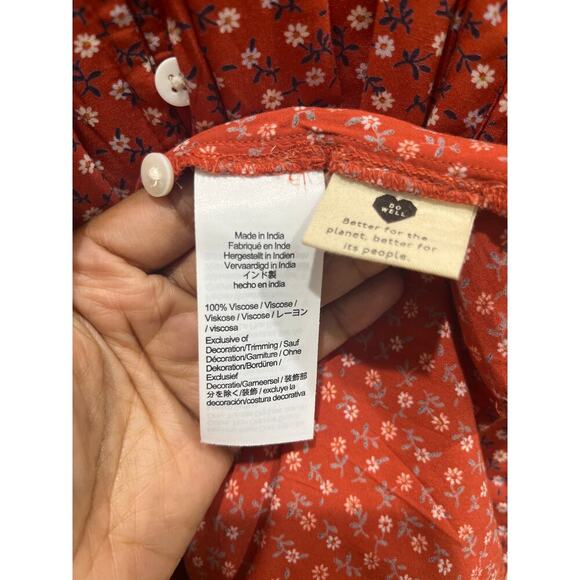 Made in India
Fabriqué en Inde
Hergestellt in Indien
Vervaardigd in India
インド製
hecho en india
100% Viscose / Viscose /
Viskose / Viscose / レーヨン
/ viscosa
Exclusive of
Decoration/Trimming / Sauf
Décoration/Garniture / Ohne
Dekoration/Bordüren /
Exclusief
Decoratie/Garneersel / 装飾部
分を除く/装飾 / excluye la
decoración/costura decorativa
DO
WELL
Better for the
planet, better for
its people.